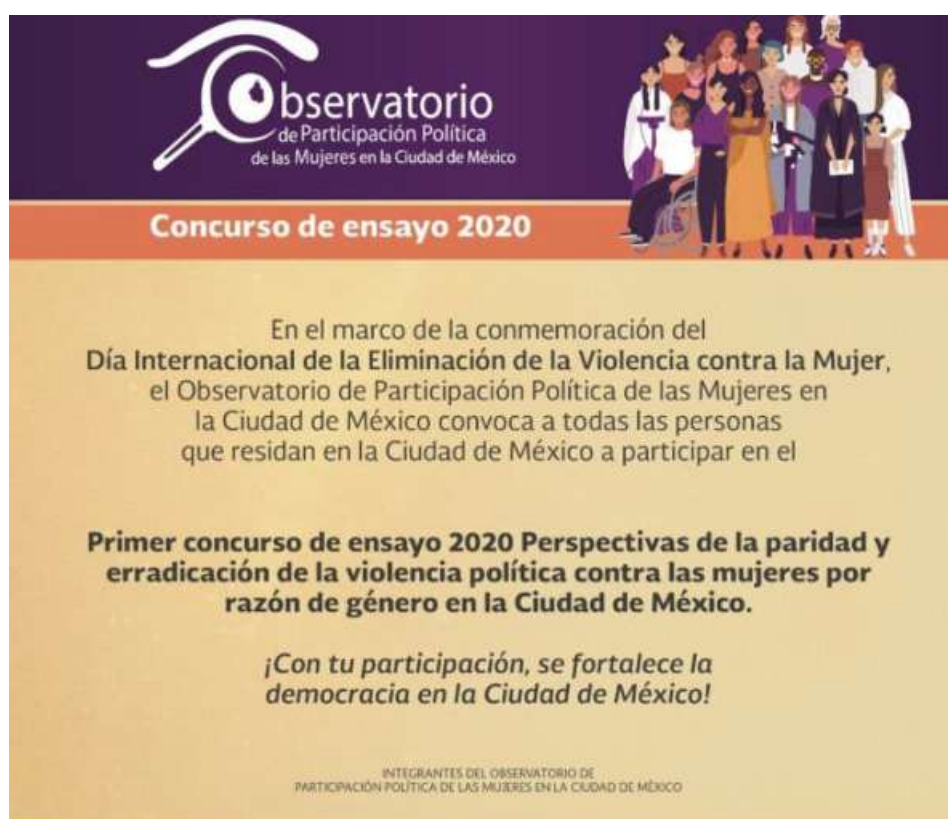 Observatorio
de Participación Política
de las Mujeres en la Ciudad de México
Concurso de ensayo 2020
En el marco de la conmemoración del
Día Internacional de la Eliminación de la Violencia contra la Mujer,
el Observatorio de Participación Política de las Mujeres en
la Ciudad de México convoca a todas las personas
que residan en la Ciudad de México a participar en el
Primer concurso de ensayo 2020 Perspectivas de la paridad y
erradicación de la violencia política contra las mujeres por
razón de género en la Ciudad de México.
¡Con tu participación, se fortalece la
democracia en la Ciudad de México!
INTEGRANTES DEL OBSERVATORIO DE
PARTICIPACIÓN POLÍTICA DE LAS MUJERES EN LA CIUDAD DE MÉXICO